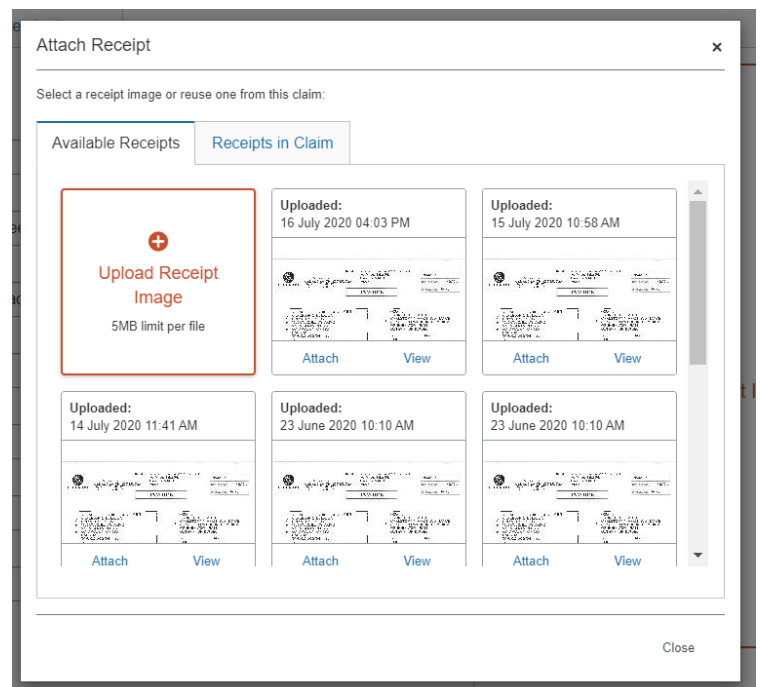 Attach Receipt
×
Select a receipt image or reuse one from this claim:
Available Receipts
Receipts in Claim
Upload Receipt
Image
5MB limit per file
Uploaded:
16 July 2020 04:03 PM
Attach
View
Uploaded:
15 July 2020 10:58 AM
Attach
View
Uploaded:
14 July 2020 11:41 AM
Attach
View
Uploaded:
23 June 2020 10:10 AM
Attach
View
Uploaded:
23 June 2020 10:10 AM
Attach
View
Close